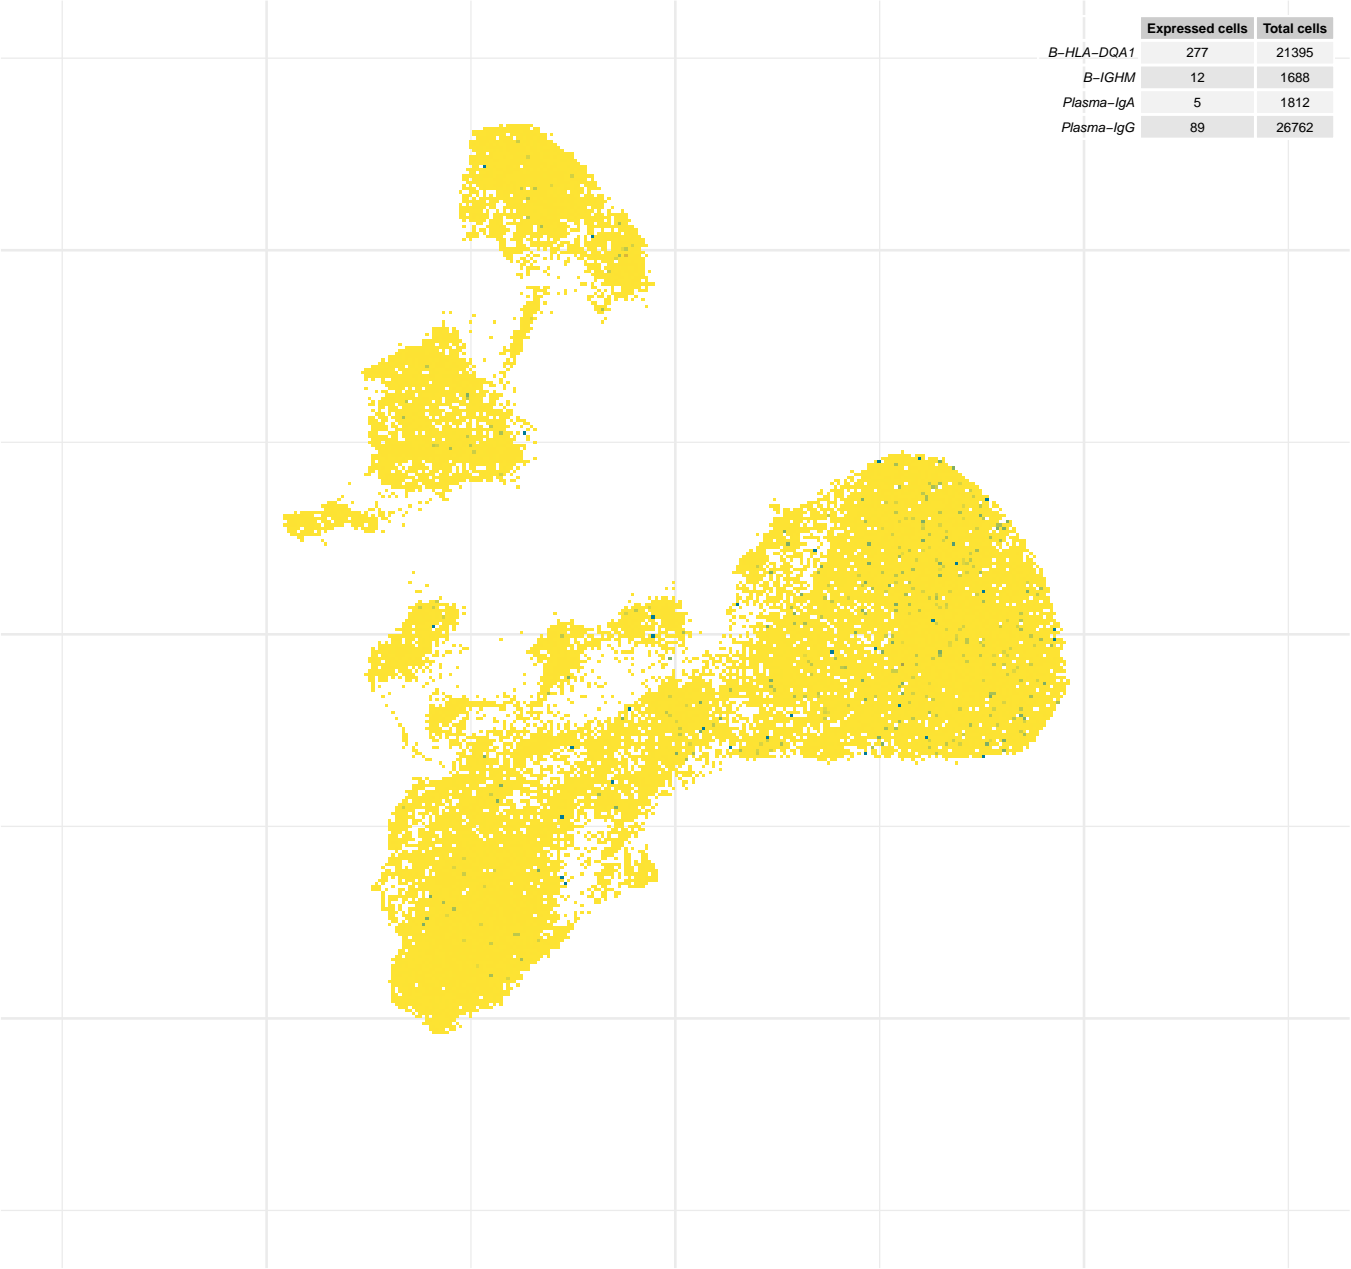 Expressed cells Total cells
B−HLA−DQA1 277 21395
B−IGHM 12 1688
Plasma−IgA 5 1812
Plasma−IgG 89 26762